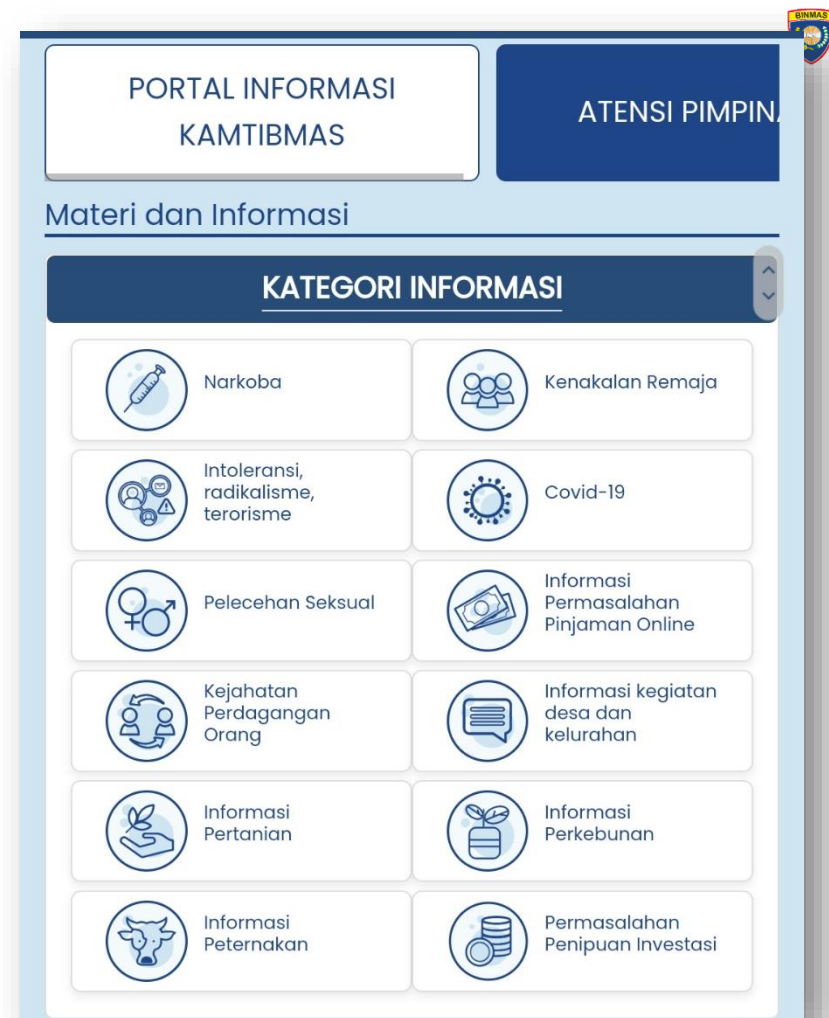 BINMAS
PORTAL INFORMASI
KAMTIBMAS
ATENSI PIMPIN
Materi dan Informasi
KATEGORI INFORMASI
Narkoba
Kenakalan Remaja
Intoleransi,
radikalisme,
terorisme
Covid-19
Pelecehan Seksual
Informasi
Permasalahan
Pinjaman Online
Kejahatan
Perdagangan
Orang
Informasi kegiatan
desa dan
kelurahan
Informasi
Pertanian
Informasi
Perkebunan
Informasi
Peternakan
Permasalahan
Penipuan Investasi